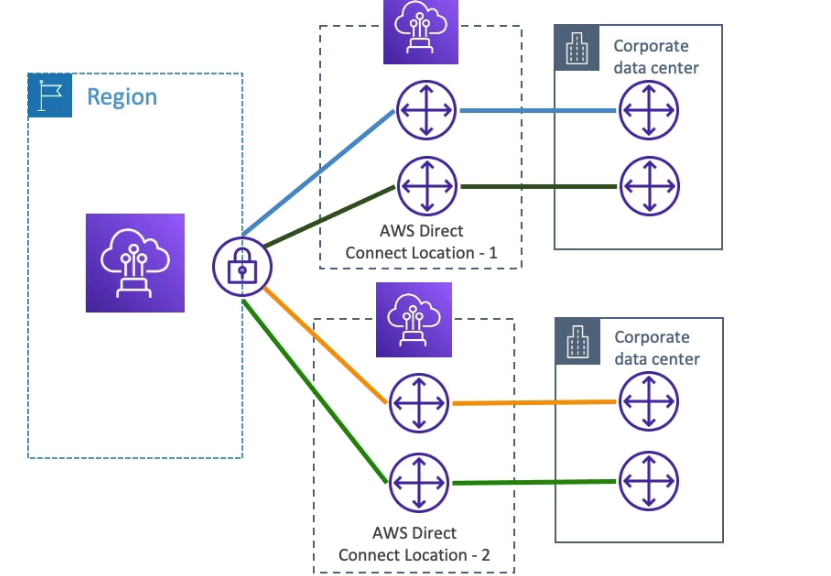 Region
Corporate
data center
AWS Direct
Connect Location - 1
Corporate
data center
AWS Direct
Connect Location - 2